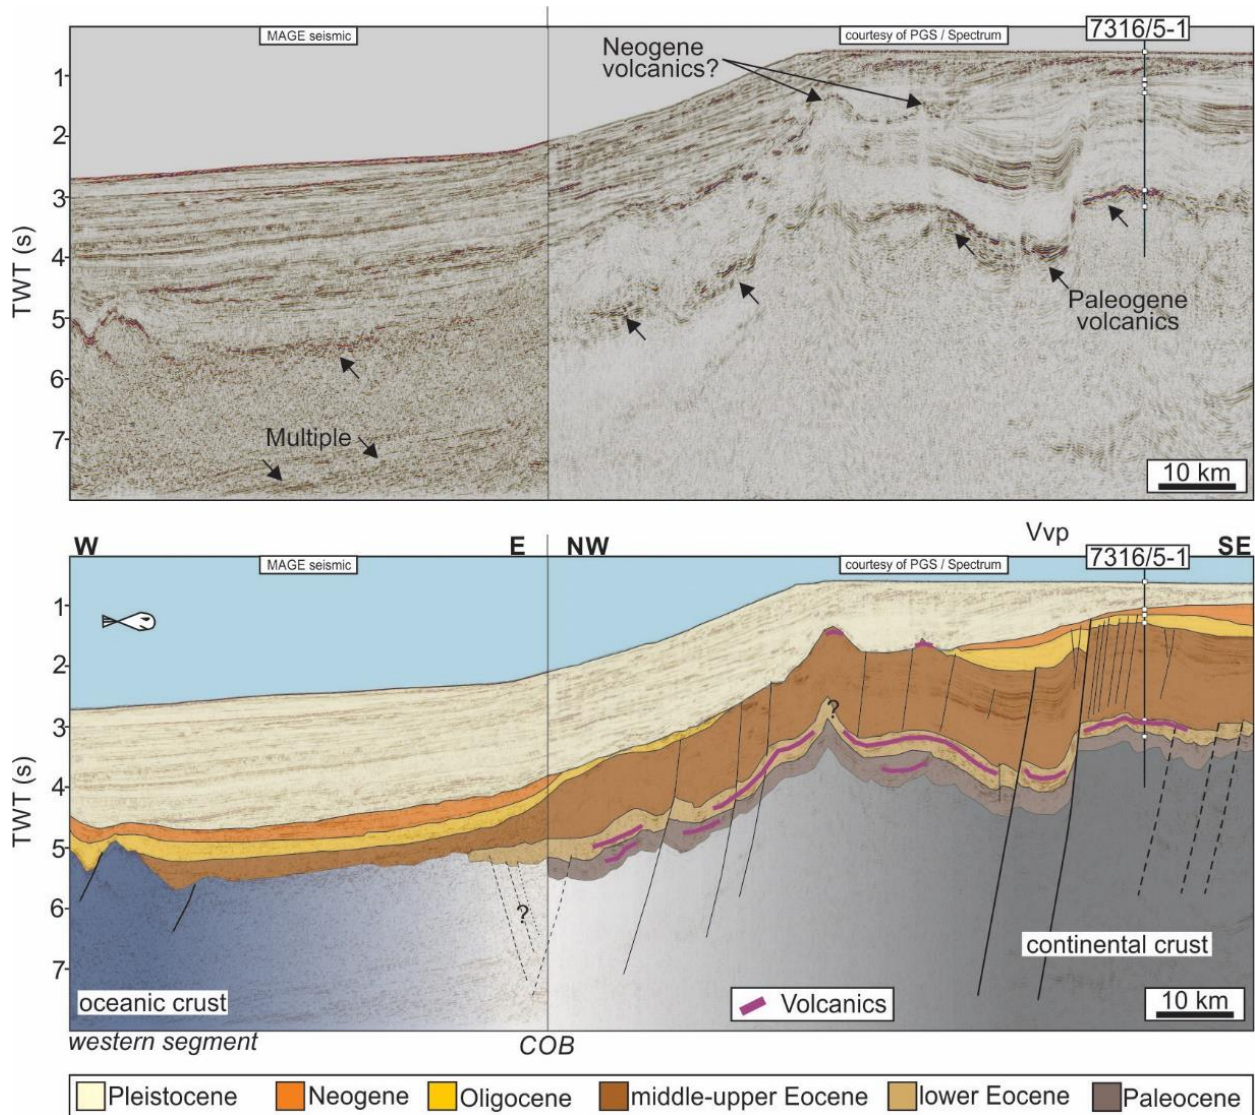 MAGE seismic
courtesy of PGS / Spectrum
7316/5-1
Neogene
volcanics?
1
2
3
4
5
6
7
TWT (s)
Paleogene
volcanics
Multiple
10 km
W
E
NW
Vvp
SE
MAGE seismic
courtesy of PGS / Spectrum
7316/5-1
1
2
3
4
5
6
7
TWT (s)
?
?
oceanic crust
continental crust
Volcanics
10 km
western segment
COB
Pleistocene
Neogene
Oligocene
middle-upper Eocene
lower Eocene
Paleocene